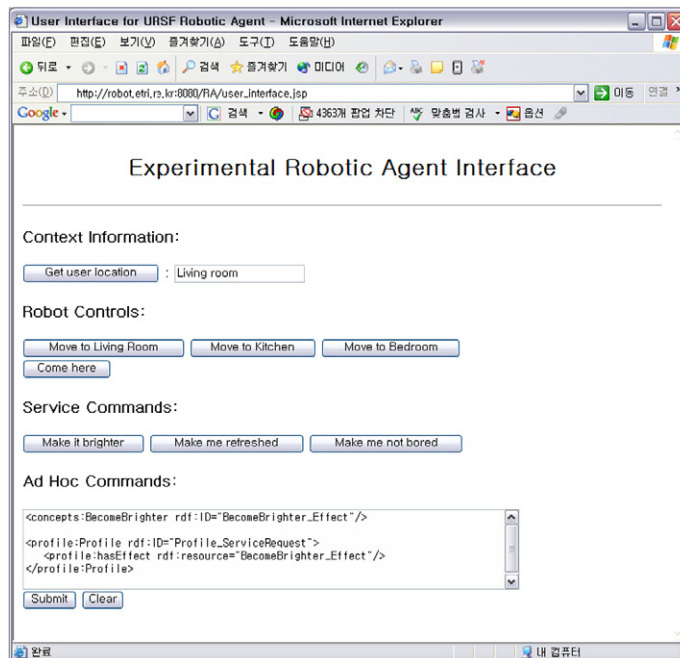 User Interface for URSF Robotic Agent - Microsoft Internet Explorer
파일(F) 편집(E) 보기(V) 즐겨찾기(A) 도구(T) 도움말(H)
뒤로 검색 즐겨찾기 미디어
주소(D) http://robot.etri.re.kr:8080/RA/user_interface.jsp 이동 연결 »
Google 검색 4363개 팝업 차단 ABC 맞춤법 검사 옵션
Experimental Robotic Agent Interface
Context Information:
Get user location : Living room
Robot Controls:
Move to Living Room Move to Kitchen Move to Bedroom
Come here
Service Commands:
Make it brighter Make me refreshed Make me not bored
Ad Hoc Commands:
<concepts:BecomeBrighter rdf:ID="BecomeBrighter_Effect"/>
<profile:Profile rdf:ID="Profile_ServiceRequest">
<profile:hasEffect rdf:resource="BecomeBrighter_Effect"/>
</profile:Profile>
Submit Clear
완료 내 컴퓨터